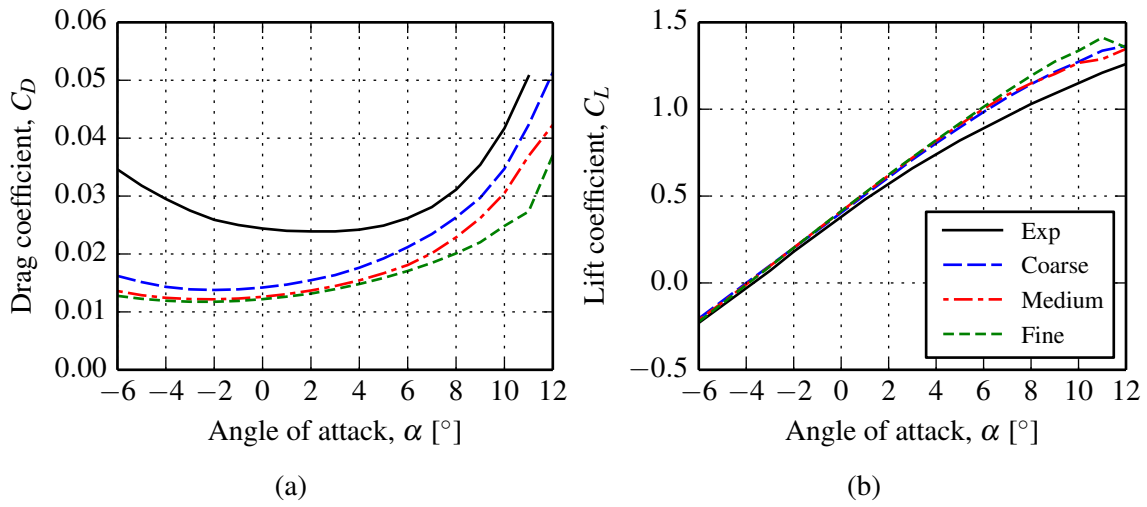 0.06
0.05
0.04
0.03
0.02
0.01
0.00
Drag coefficient, C_D
−6 −4 −2 0 2 4 6 8 10 12
Angle of attack, α [°]
(a)
1.5
1.0
0.5
0.0
−0.5
Lift coefficient, C_L
Exp
Coarse
Medium
Fine
−6 −4 −2 0 2 4 6 8 10 12
Angle of attack, α [°]
(b)